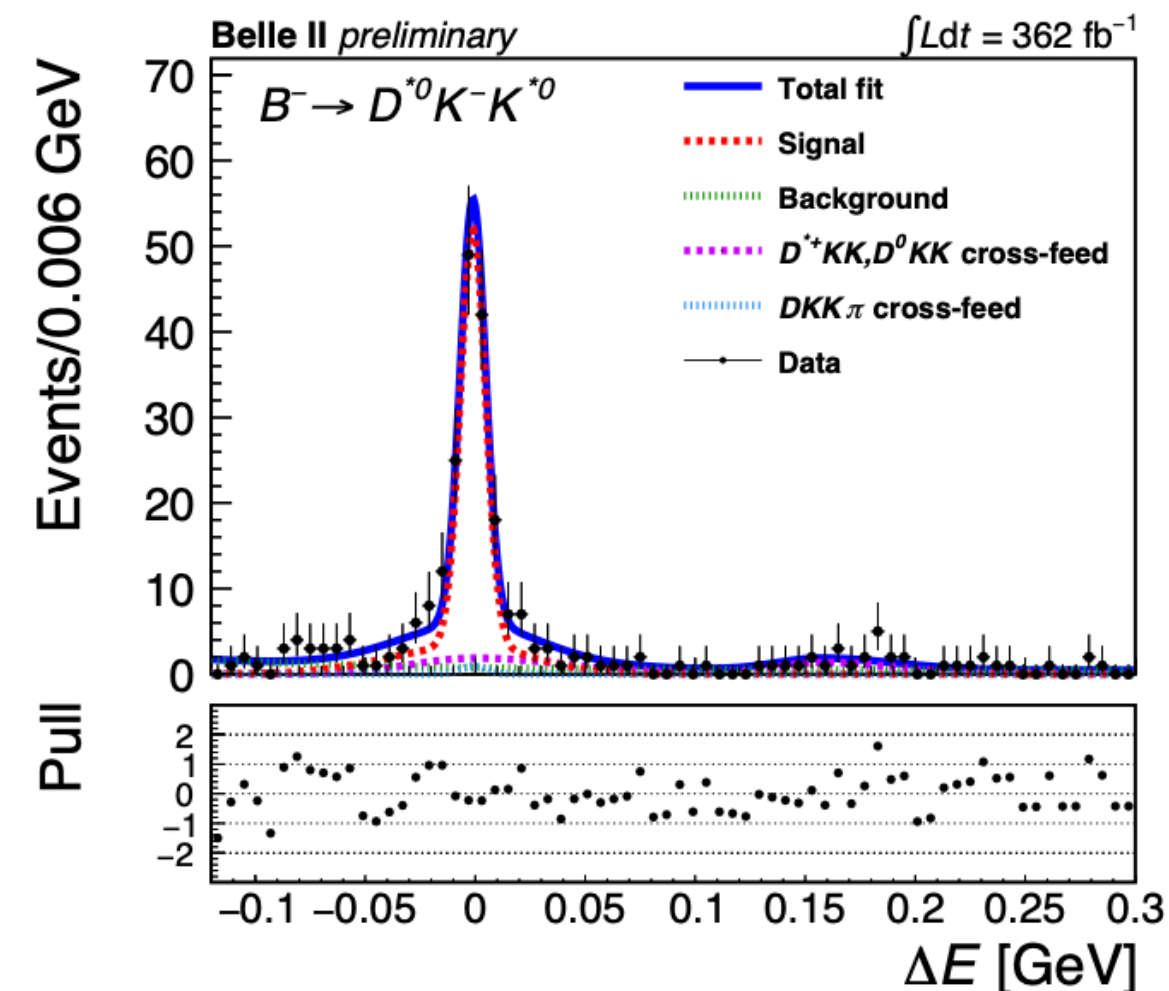 Belle II preliminary ∫Ldt = 362 fb⁻¹
B⁻→ D*⁰K⁻K*⁰
Total fit
Signal
Background
D*⁺KK,D⁰KK cross-feed
DKKπ cross-feed
Data
Events/0.006 GeV
70
60
50
40
30
20
10
0
Pull
2
1
0
−1
−2
−0.1 −0.05 0 0.05 0.1 0.15 0.2 0.25 0.3
ΔE [GeV]